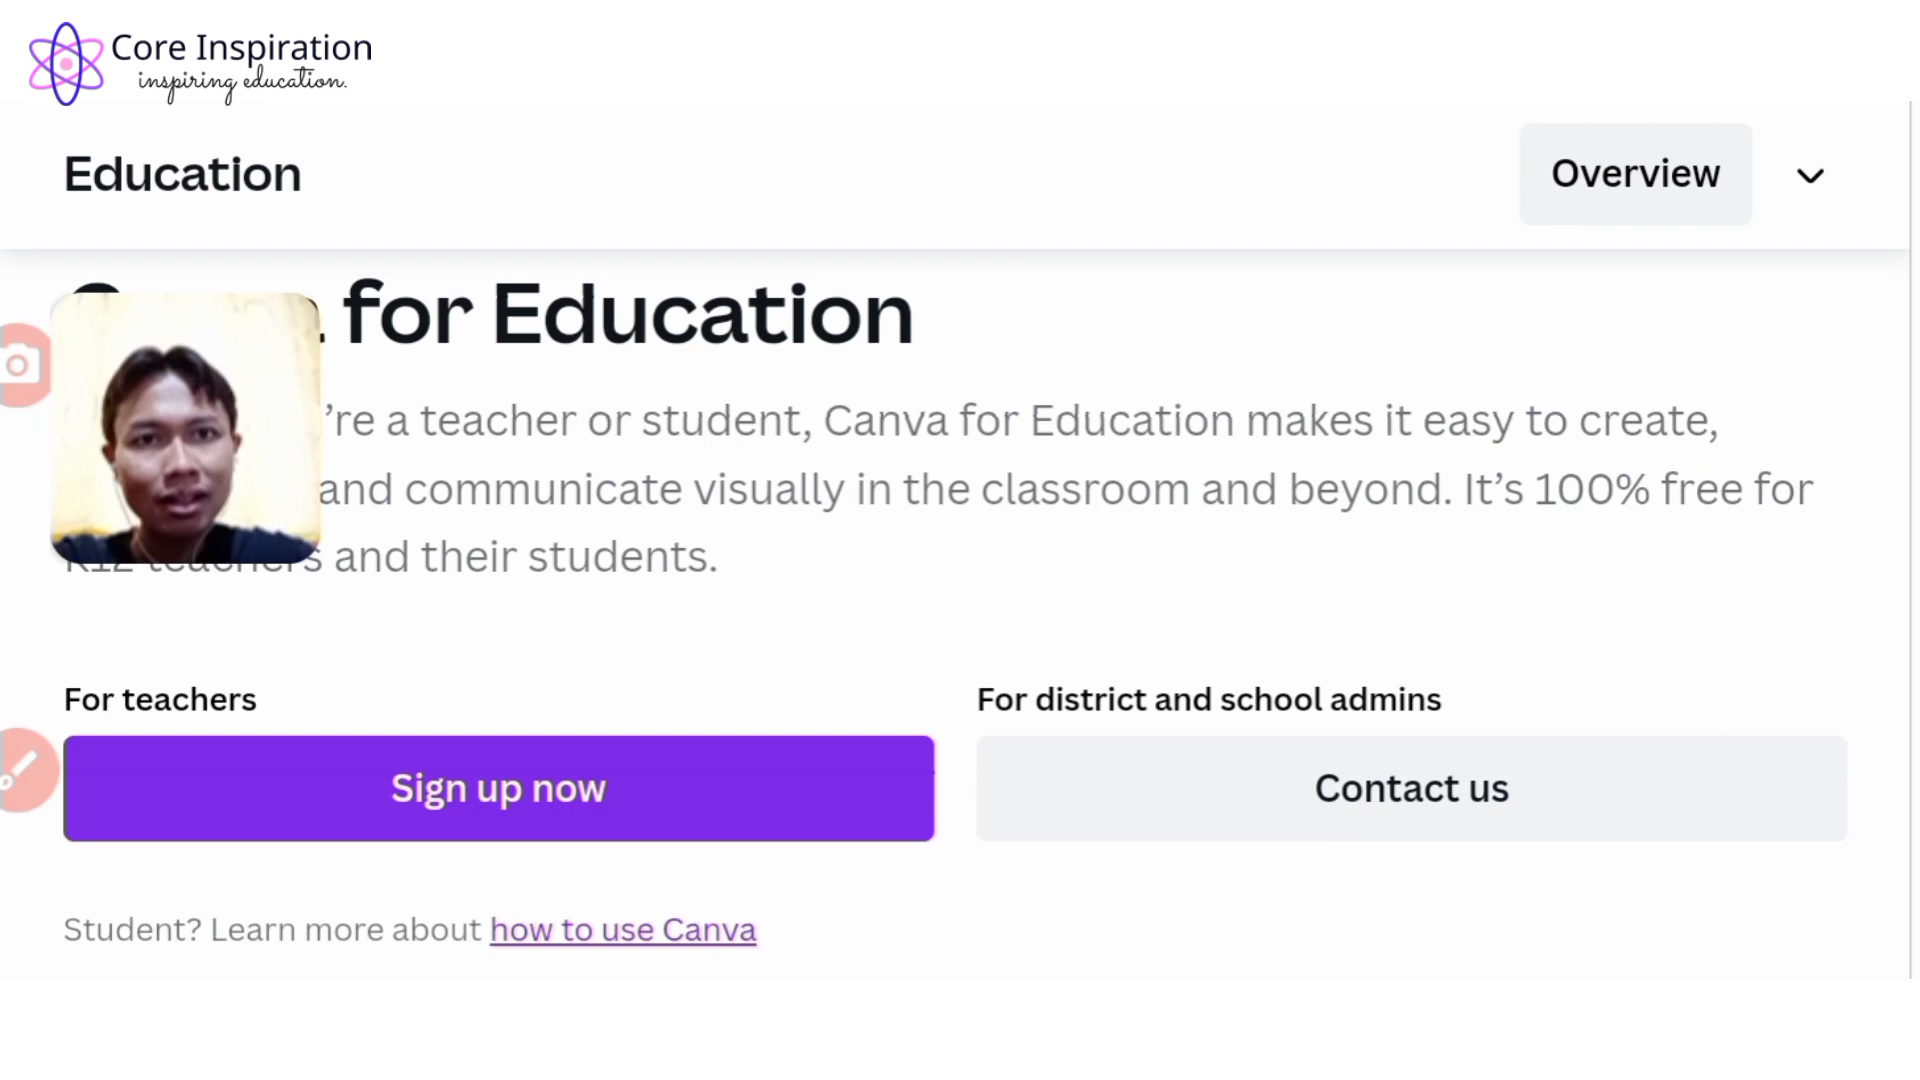 Core Inspiration
inspiring education.
Education
Overview
for Education
're a teacher or student, Canva for Education makes it easy to create,
and communicate visually in the classroom and beyond. It's 100% free for
K12 teachers and their students.
For teachers
For district and school admins
Sign up now
Contact us
Student? Learn more about how to use Canva